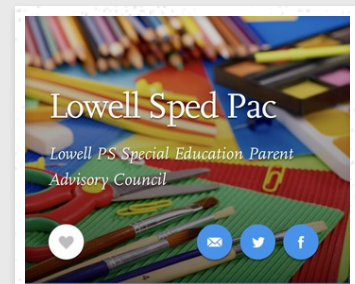 Lowell Sped Pac
Lowell PS Special Education Parent
Advisory Council